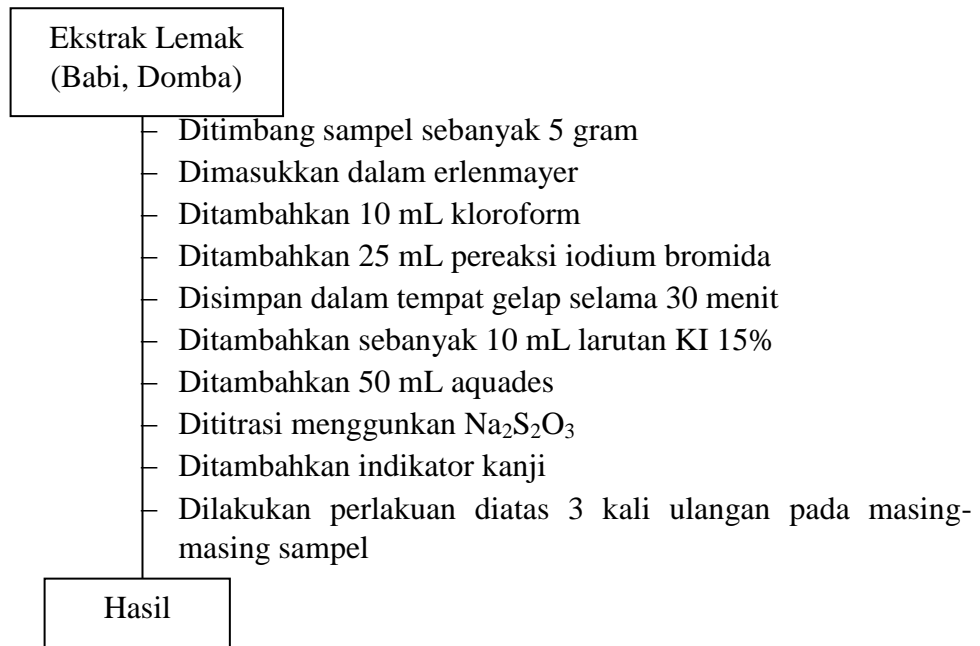 Ekstrak Lemak
(Babi, Domba)
– Ditimbang sampel sebanyak 5 gram
– Dimasukkan dalam erlenmayer
– Ditambahkan 10 mL kloroform
– Ditambahkan 25 mL pereaksi iodium bromida
– Disimpan dalam tempat gelap selama 30 menit
– Ditambahkan sebanyak 10 mL larutan KI 15%
– Ditambahkan 50 mL aquades
– Dititrasi menggunkan Na₂S₂O₃
– Ditambahkan indikator kanji
– Dilakukan perlakuan diatas 3 kali ulangan pada masing-
masing sampel
Hasil